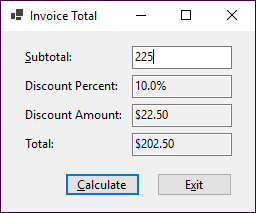 Invoice Total
Subtotal: 225
Discount Percent: 10.0%
Discount Amount: $22.50
Total: $202.50
Calculate Exit